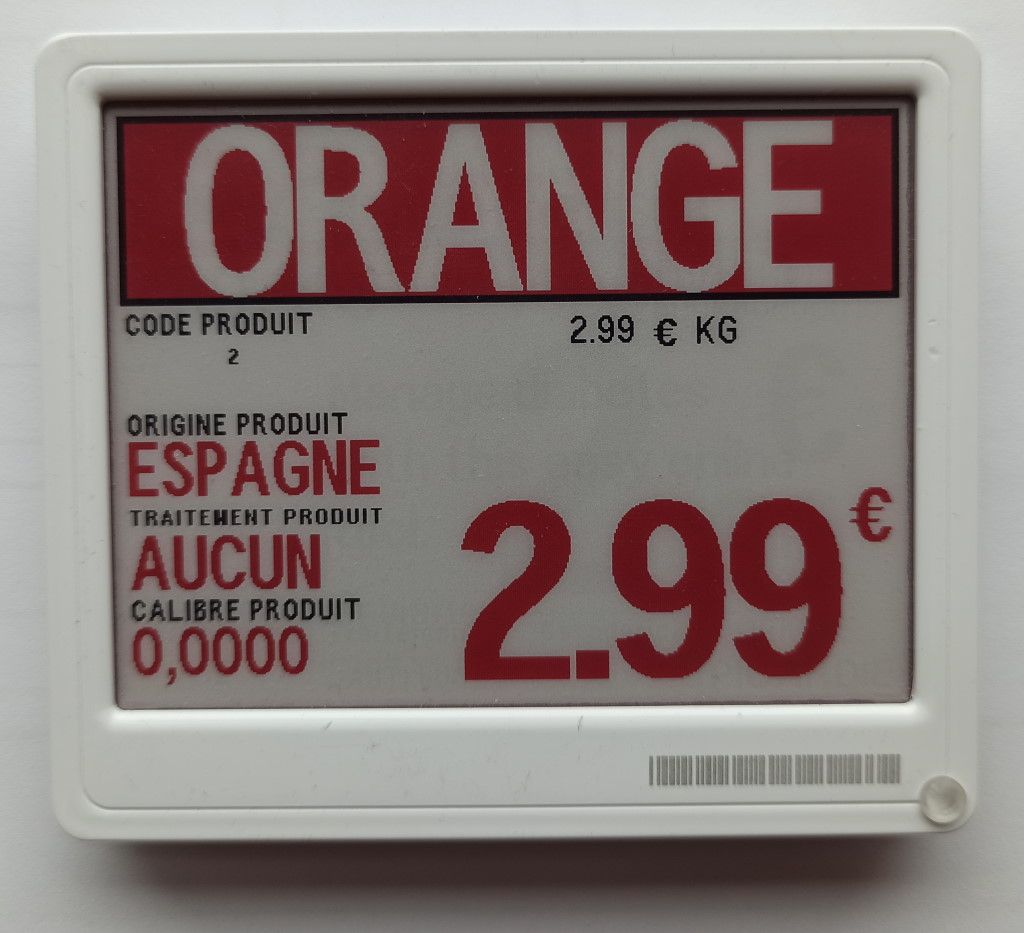 ORANGE
CODE PRODUIT
2
2.99 € KG
ORIGINE PRODUIT
ESPAGNE
TRAITEMENT PRODUIT
AUCUN
CALIBRE PRODUIT
0,0000
2.99 €